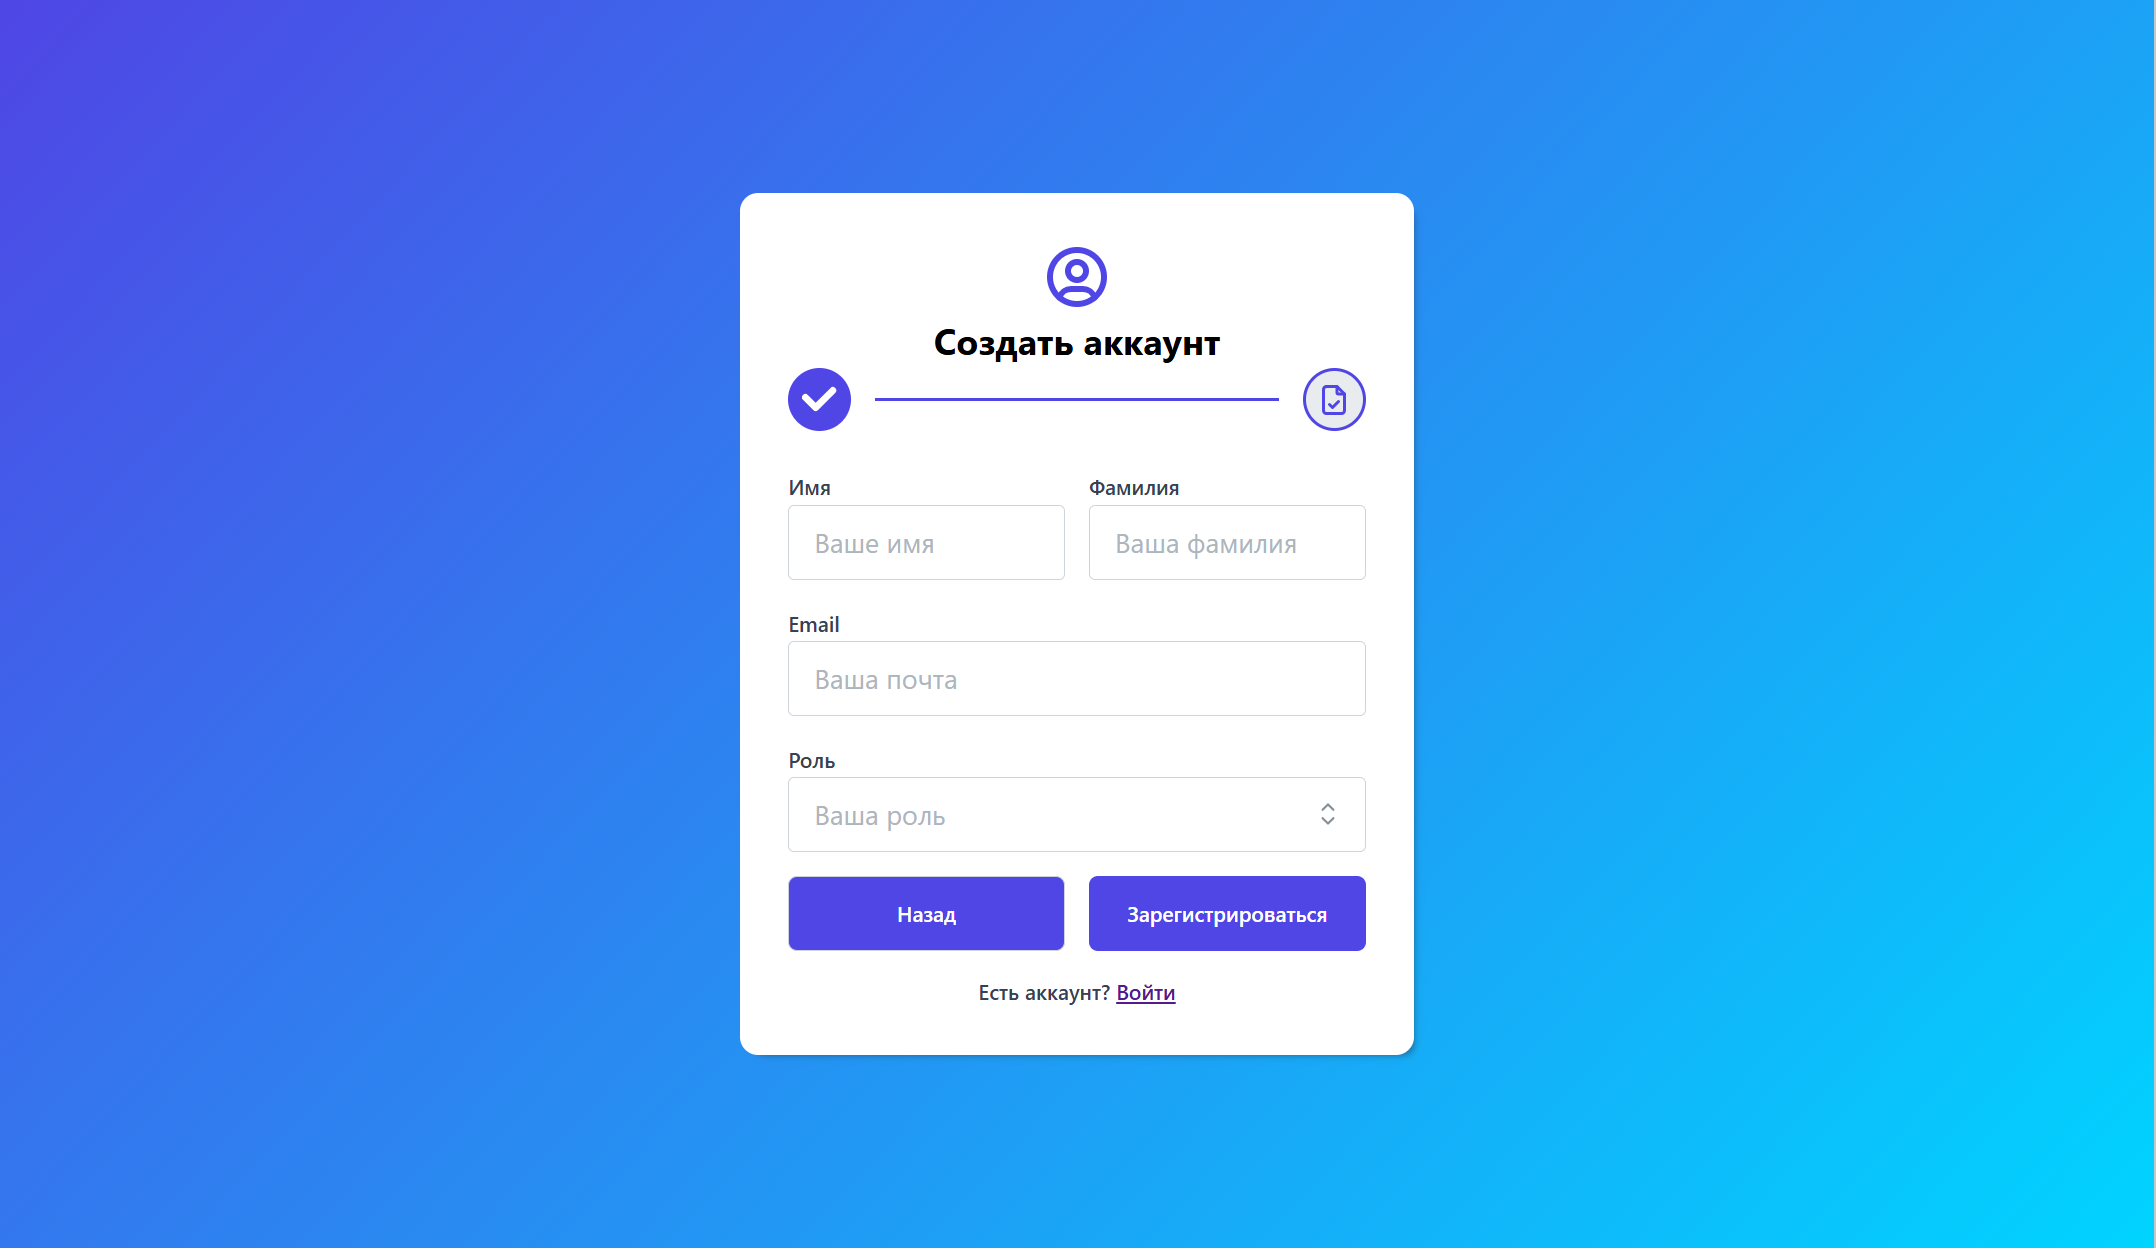 Создать аккаунт
Имя
Фамилия
Ваше имя
Ваша фамилия
Email
Ваша почта
Роль
Ваша роль
Назад
Зарегистрироваться
Есть аккаунт? Войти